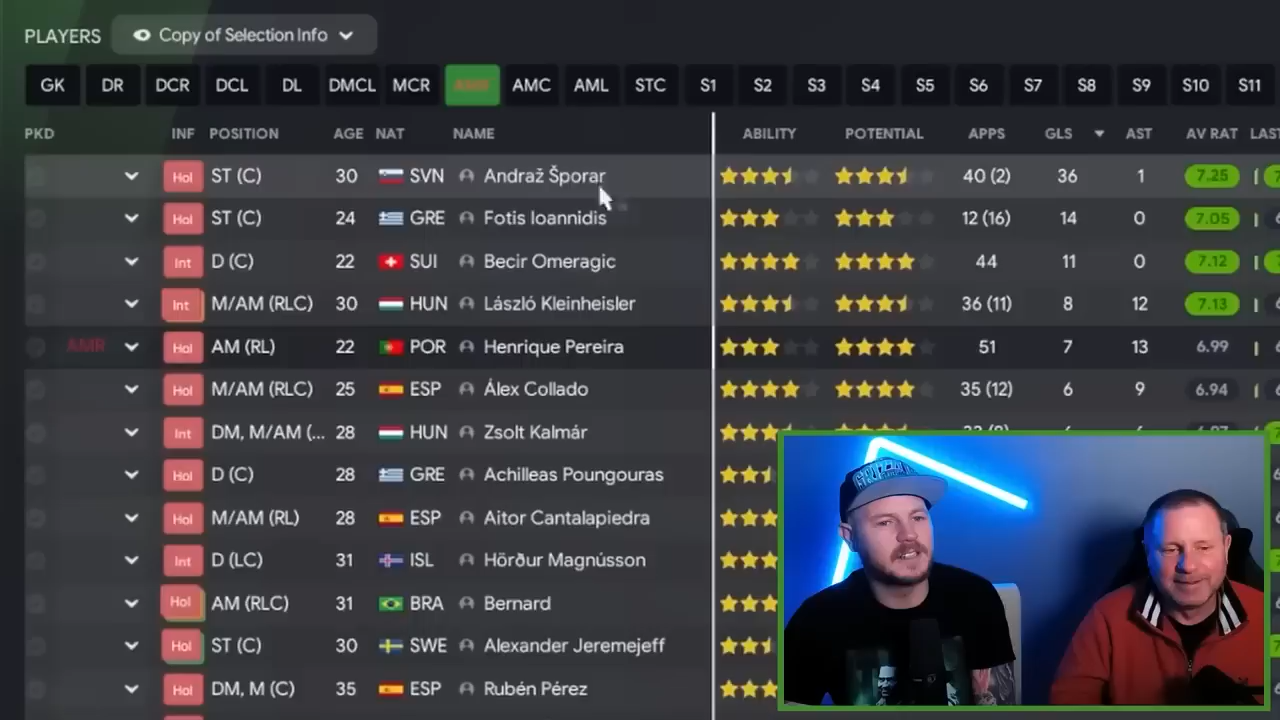 PLAYERS Copy of Selection Info
GK DR DCR DCL DL DMCL MCR AMR AMC AML STC S1 S2 S3 S4 S5 S6 S7 S8 S9 S10 S11
PKD INF POSITION AGE NAT NAME ABILITY POTENTIAL APPS GLS AST AV RAT LAST
Hol ST (C) 30 SVN Andraž Šporar 40 (2) 36 1 7.25
Hol ST (C) 24 GRE Fotis Ioannidis 12 (16) 14 0 7.05
Int D (C) 22 SUI Becir Omeragic 44 11 0 7.12
Int M/AM (RLC) 30 HUN László Kleinheisler 36 (11) 8 12 7.13
AMR Hol AM (RL) 22 POR Henrique Pereira 51 7 13 6.99
Hol M/AM (RLC) 25 ESP Álex Collado 35 (12) 6 9 6.94
Int DM, M/AM (... 28 HUN Zsolt Kalmár
Hol D (C) 28 GRE Achilleas Poungouras
Hol M/AM (RL) 28 ESP Aitor Cantalapiedra
Int D (LC) 31 ISL Hörður Magnússon
Hol AM (RLC) 31 BRA Bernard
Hol ST (C) 30 SWE Alexander Jeremejeff
Hol DM, M (C) 35 ESP Rubén Pérez